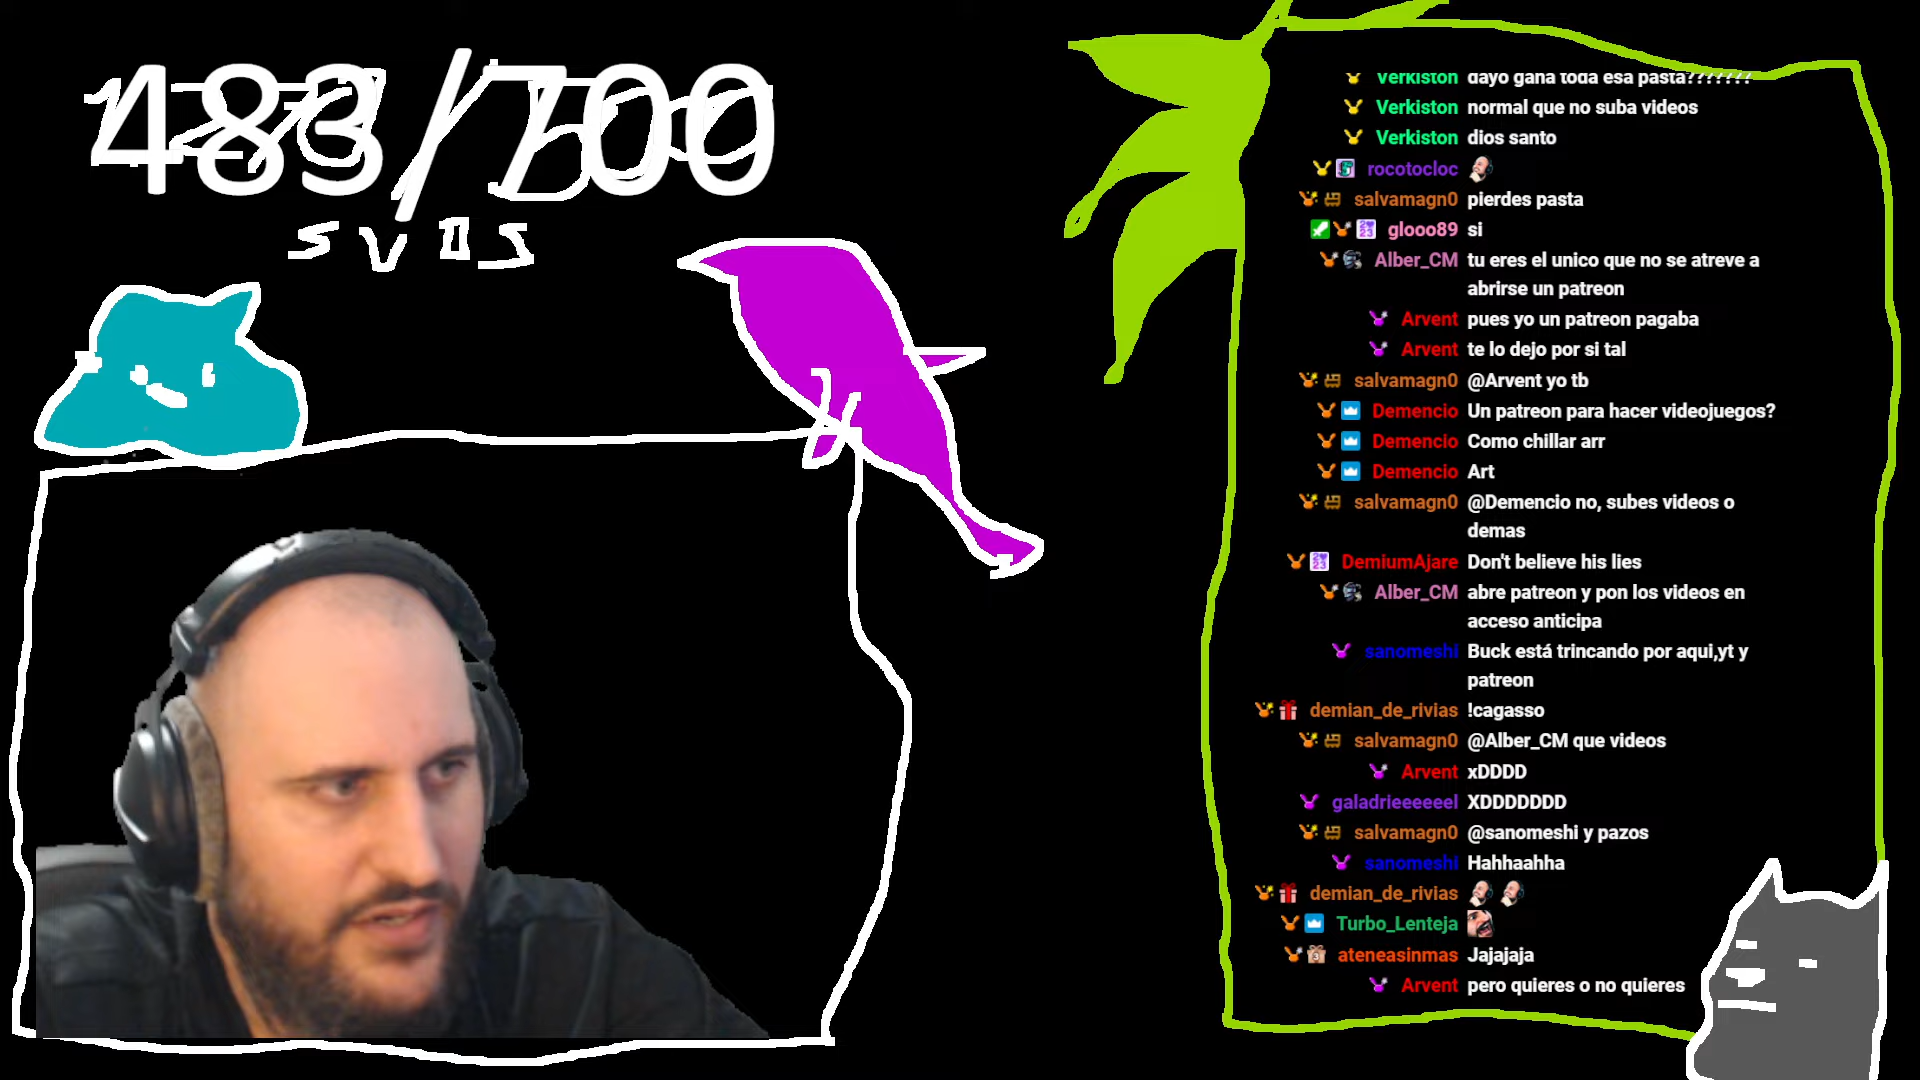 483/700
SUBS
Verkiston dayo gana toda esa pasta???????
Verkiston normal que no suba videos
Verkiston dios santo
rocotocloc
salvamagn0 pierdes pasta
glooo89 si
Alber_CM tu eres el unico que no se atreve a
abrirse un patreon
Arvent pues yo un patreon pagaba
Arvent te lo dejo por si tal
salvamagn0 @Arvent yo tb
Demencio Un patreon para hacer videojuegos?
Demencio Como chillar arr
Demencio Art
salvamagn0 @Demencio no, subes videos o
demas
DemiumAjare Don't believe his lies
Alber_CM abre patreon y pon los videos en
acceso anticipa
sanomeshi Buck está trincando por aqui,yt y
patreon
demian_de_rivias !cagasso
salvamagn0 @Alber_CM que videos
Arvent xDDDD
galadrieeeeeel XDDDDDDD
salvamagn0 @sanomeshi y pazos
sanomeshi Hahhaahha
demian_de_rivias
Turbo_Lenteja
ateneasinmas Jajajaja
Arvent pero quieres o no quieres